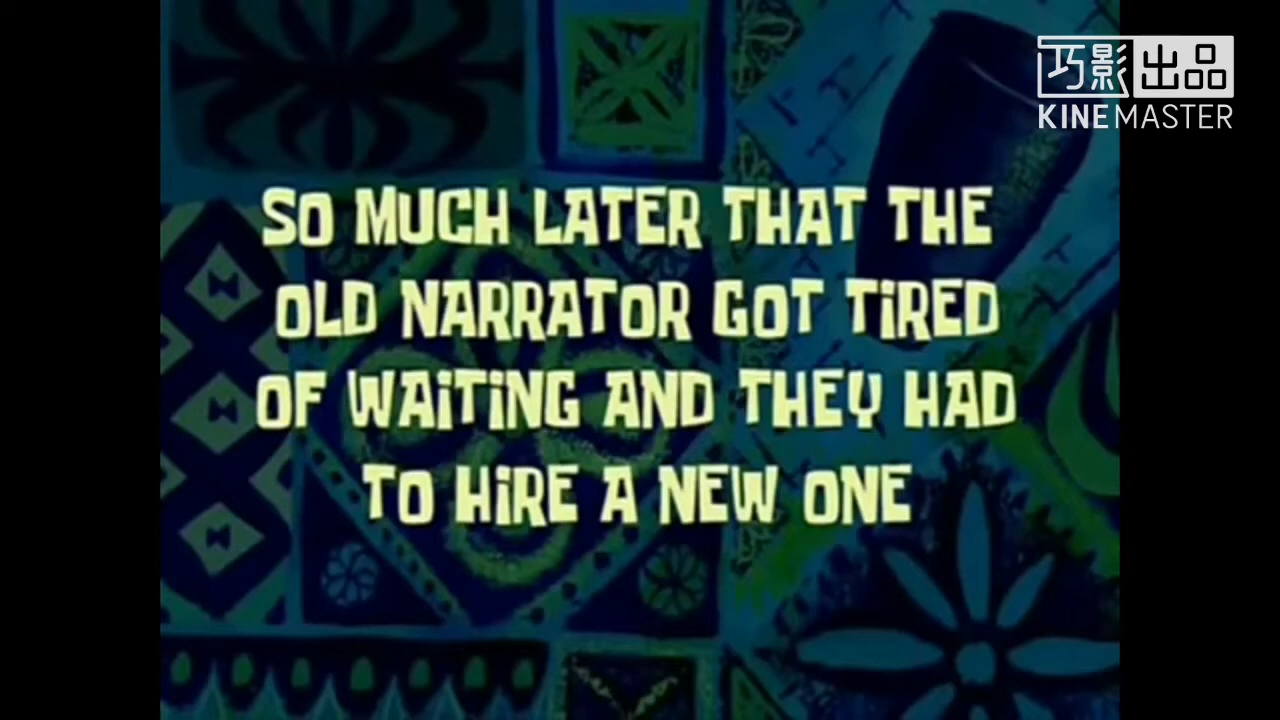 巧影出品
KINEMASTER
SO MUCH LATER THAT THE
OLD NARRATOR GOT TiRED
OF WAiTiNG AND THEY HAD
TO HiRE A NEW ONE